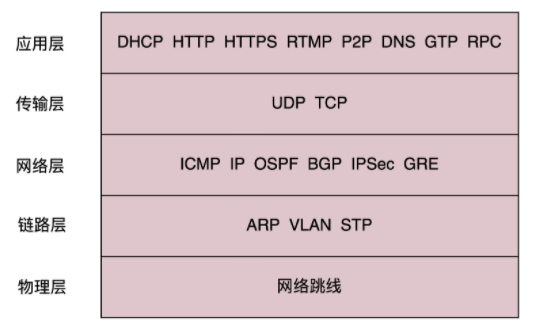 应用层 DHCP HTTP HTTPS RTMP P2P DNS GTP RPC
传输层 UDP TCP
网络层 ICMP IP OSPF BGP IPSec GRE
链路层 ARP VLAN STP
物理层 网络跳线